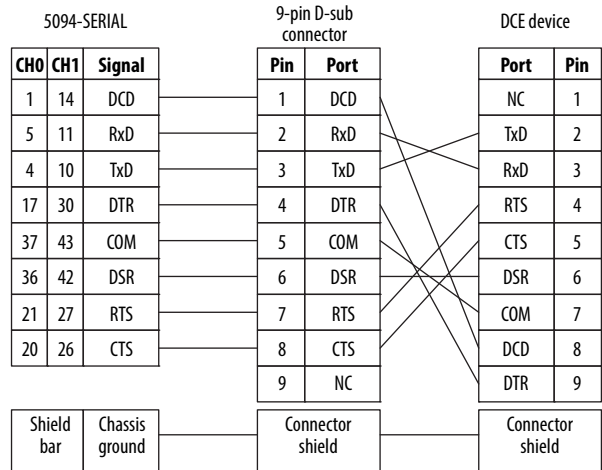 5094-SERIAL 9-pin D-sub connector DCE device
CH0 CH1 Signal Pin Port Port Pin
1 14 DCD 1 DCD NC 1
5 11 RxD 2 RxD TxD 2
4 10 TxD 3 TxD RxD 3
17 30 DTR 4 DTR RTS 4
37 43 COM 5 COM CTS 5
36 42 DSR 6 DSR DSR 6
21 27 RTS 7 RTS COM 7
20 26 CTS 8 CTS DCD 8
9 NC DTR 9
Shield bar Chassis ground Connector shield Connector shield